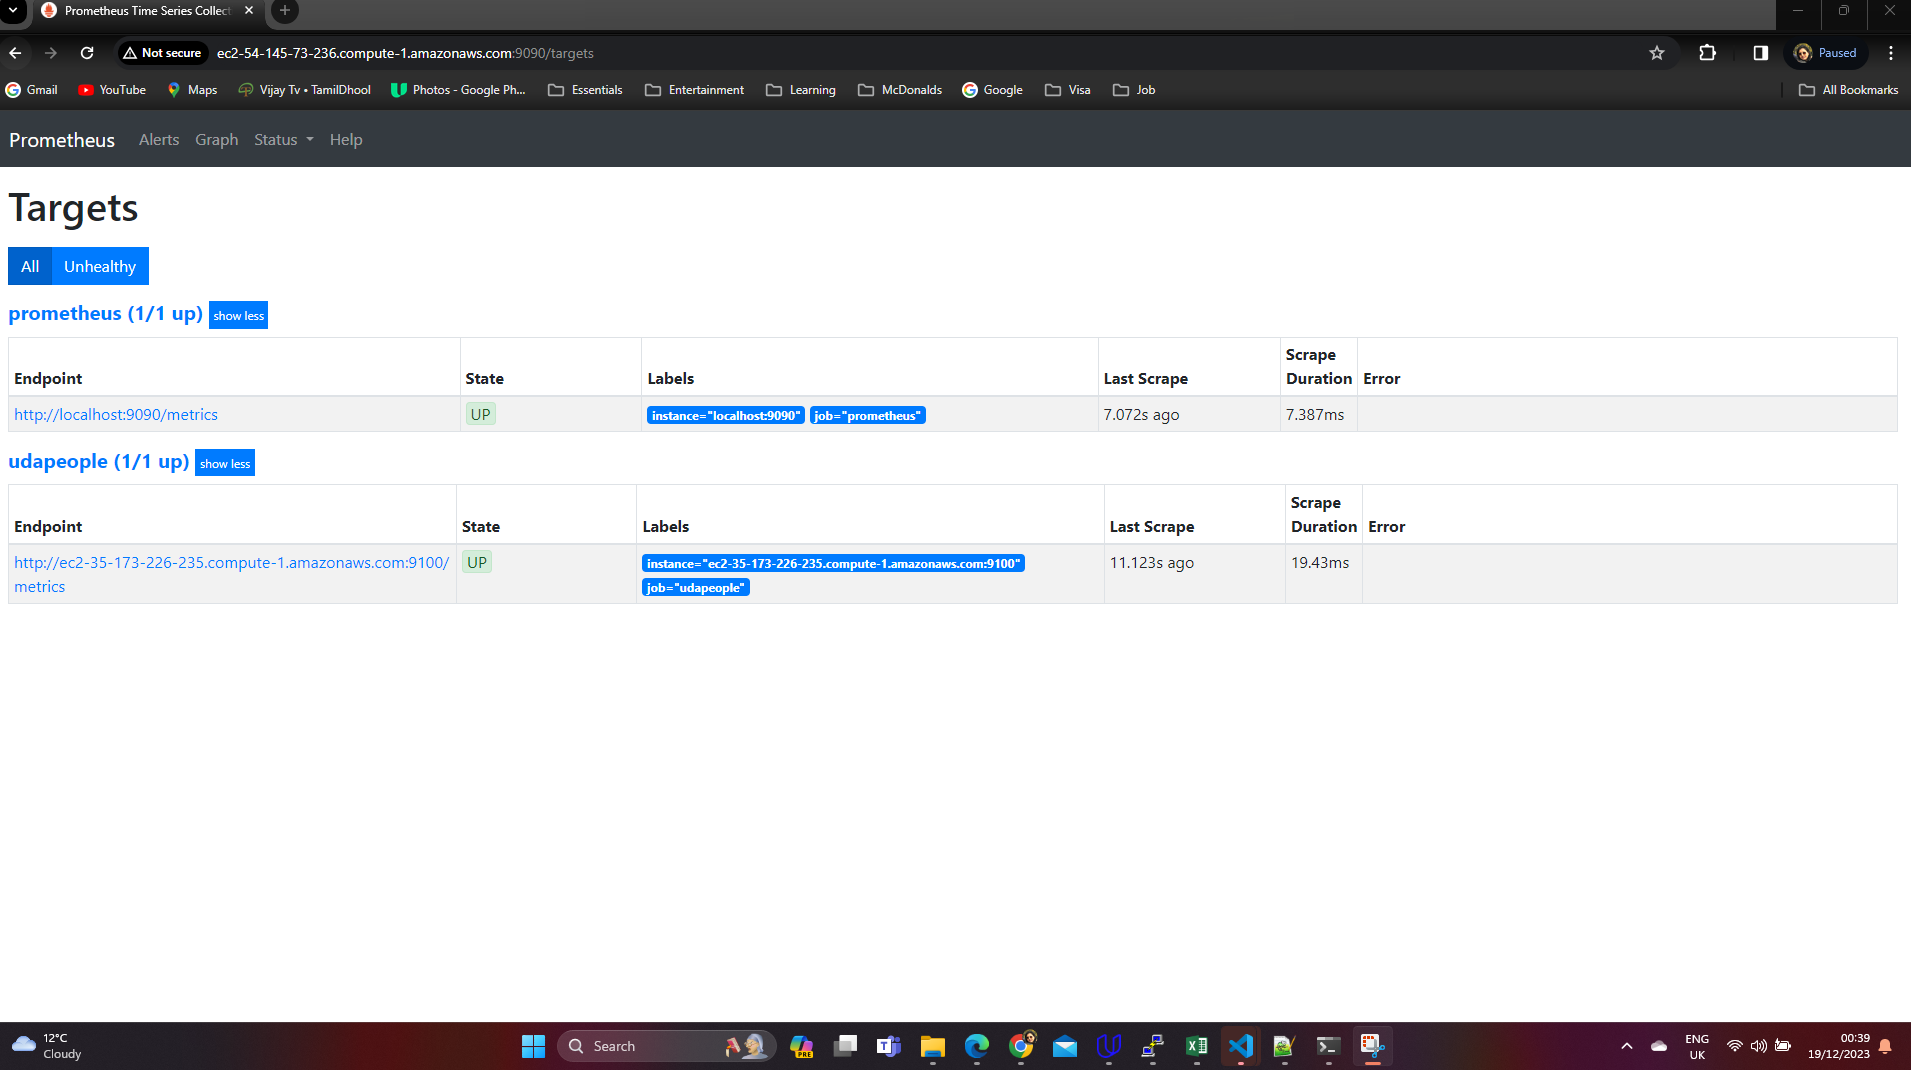 Prometheus Time Series Collect
Not secure
ec2-54-145-73-236.compute-1.amazonaws.com:9090/targets
Paused
Gmail
YouTube
Maps
Vijay Tv • TamilDhool
Photos - Google Ph...
Essentials
Entertainment
Learning
McDonalds
Google
Visa
Job
All Bookmarks
Prometheus
Alerts
Graph
Status
Help
Targets
All
Unhealthy
prometheus (1/1 up)
show less
Endpoint
State
Labels
Last Scrape
Scrape
Duration
Error
http://localhost:9090/metrics
UP
instance="localhost:9090"
job="prometheus"
7.072s ago
7.387ms
udapeople (1/1 up)
show less
Endpoint
State
Labels
Last Scrape
Scrape
Duration
Error
http://ec2-35-173-226-235.compute-1.amazonaws.com:9100/
metrics
UP
instance="ec2-35-173-226-235.compute-1.amazonaws.com:9100"
job="udapeople"
11.123s ago
19.43ms
12°C
Cloudy
Search
PRE
ENG
UK
00:39
19/12/2023